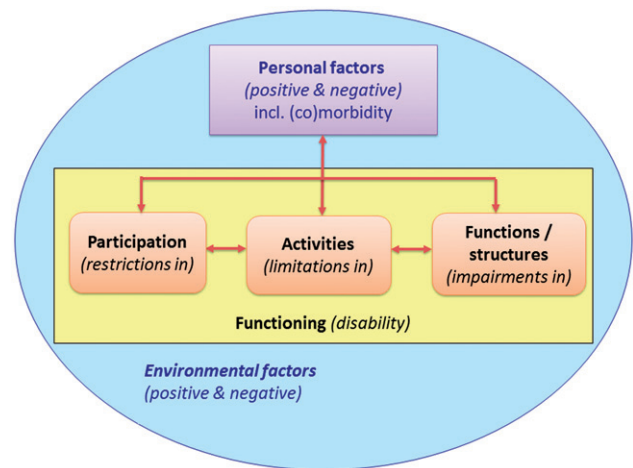 Personal factors
(positive & negative)
incl. (co)morbidity
Participation
(restrictions in)
Activities
(limitations in)
Functions /
structures
(impairments in)
Functioning (disability)
Environmental factors
(positive & negative)